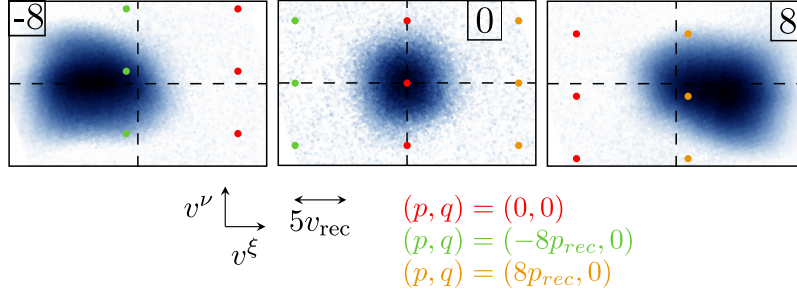 -8 0 8
v^ν 5v_rec (p, q) = (0, 0)
v^ξ (p, q) = (-8p_rec, 0)
(p, q) = (8p_rec, 0)